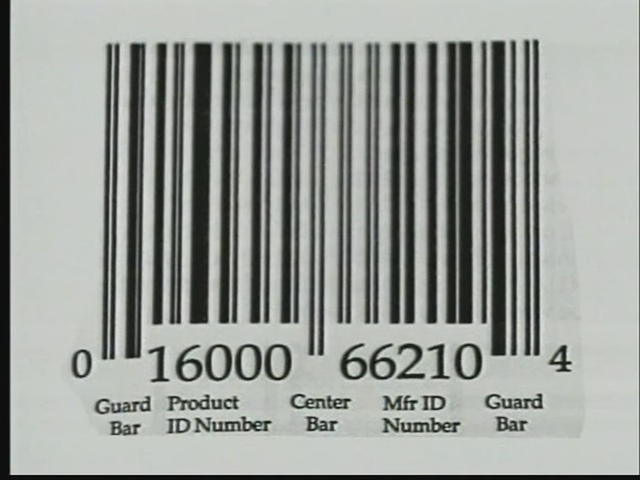 0 16000 66210 4
Guard Bar
Product ID Number
Center Bar
Mfr ID Number
Guard Bar